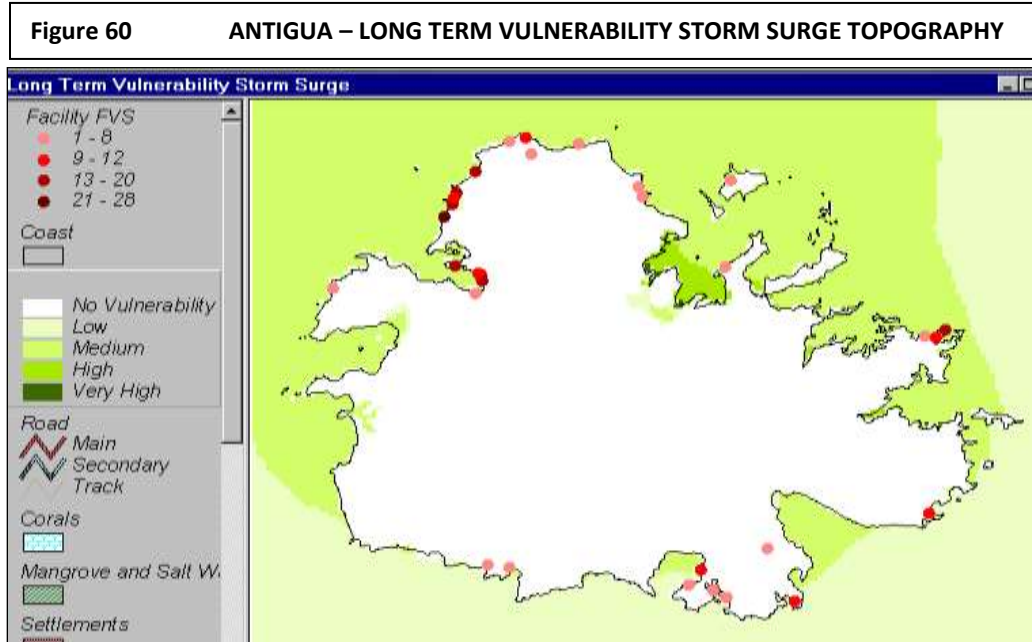 Figure 60 ANTIGUA – LONG TERM VULNERABILITY STORM SURGE TOPOGRAPHY
Long Term Vulnerability Storm Surge
Facility FVS
1 - 8
9 - 12
13 - 20
21 - 28
Coast
No Vulnerability
Low
Medium
High
Very High
Road
Main
Secondary
Track
Corals
Mangrove and Salt
Settlements